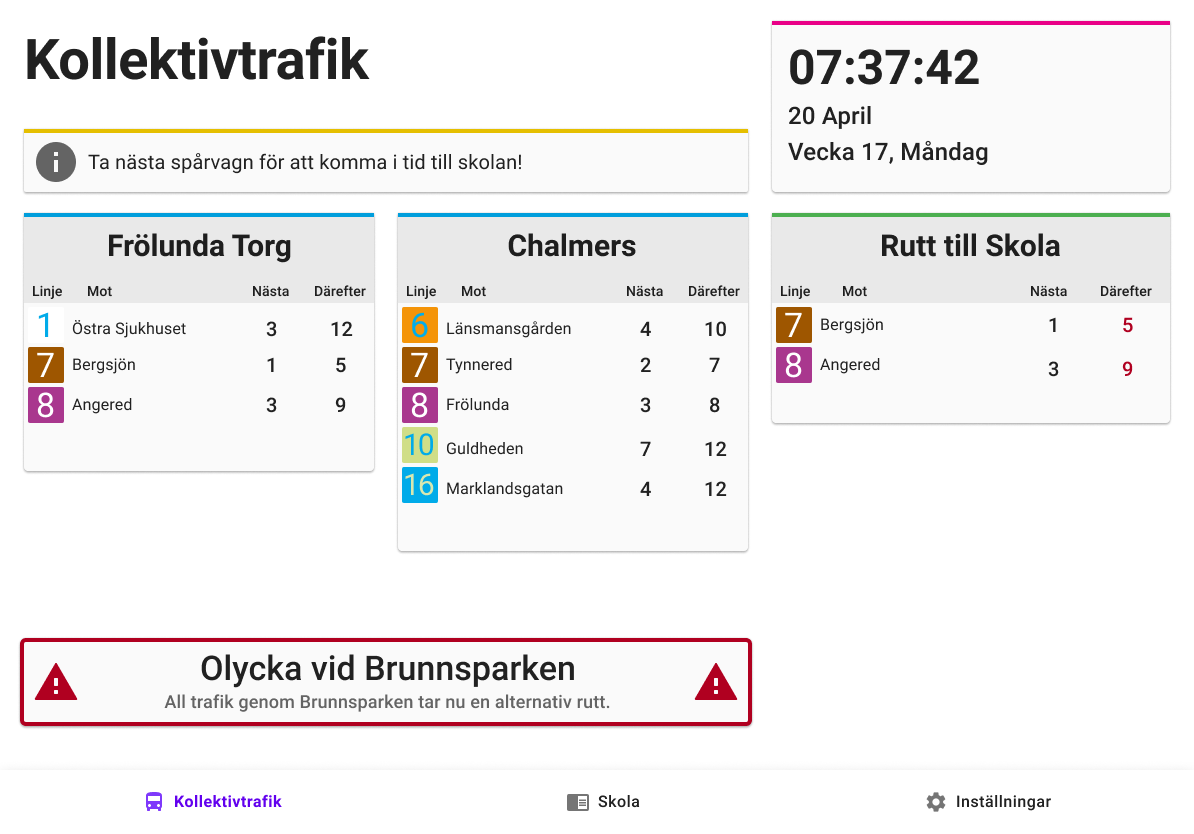 Kollektivtrafik
07:37:42
20 April
Vecka 17, Måndag
Ta nästa spårvagn för att komma i tid till skolan!
Frölunda Torg
Linje Mot Nästa Därefter
1 Östra Sjukhuset 3 12
7 Bergsjön 1 5
8 Angered 3 9
Chalmers
Linje Mot Nästa Därefter
6 Länsmansgården 4 10
7 Tynnered 2 7
8 Frölunda 3 8
10 Guldheden 7 12
16 Marklandsgatan 4 12
Rutt till Skola
Linje Mot Nästa Därefter
7 Bergsjön 1 5
8 Angered 3 9
Olycka vid Brunnsparken
All trafik genom Brunnsparken tar nu en alternativ rutt.
Kollektivtrafik Skola Inställningar